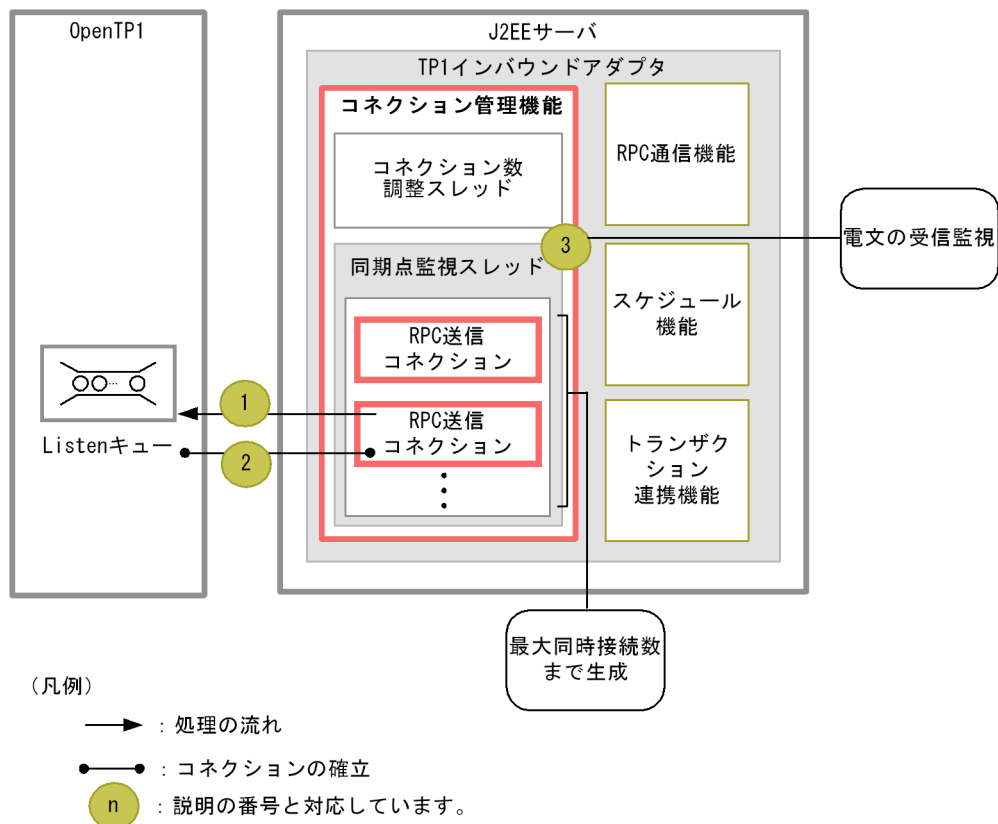 OpenTP1
J2EEサーバ
TP1インバウンドアダプタ
コネクション管理機能
コネクション数
調整スレッド
RPC通信機能
3
電文の受信監視
同期点監視スレッド
スケジュール
機能
RPC送信
コネクション
1
RPC送信
コネクション
Listenキュー
2
トランザク
ション
連携機能
最大同時接続数
まで生成
（凡例）
：処理の流れ
：コネクションの確立
n
：説明の番号と対応しています。